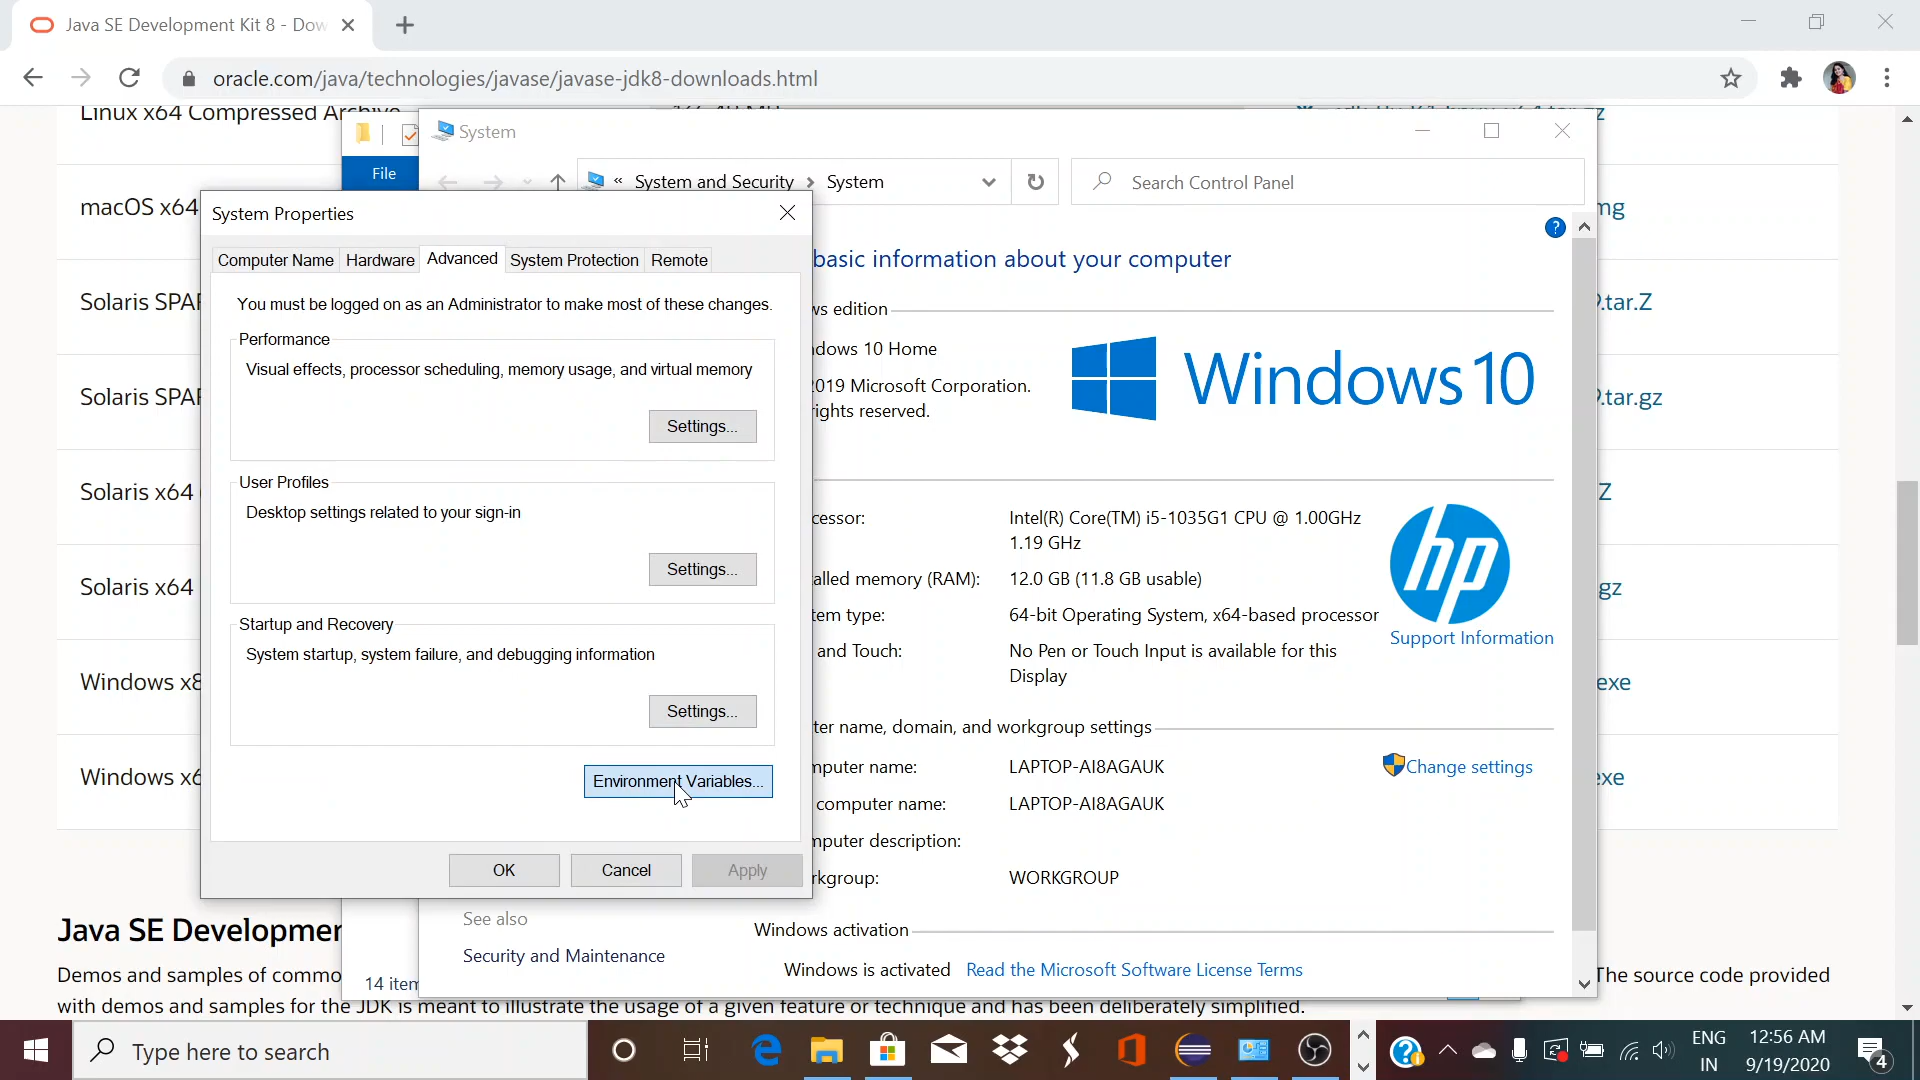 Java SE Development Kit 8 - Dow
oracle.com/java/technologies/javase/javase-jdk8-downloads.html
Linux x64 Compressed Archive
macOS x64
Solaris SPAR
Solaris SPAR
Solaris x64
Solaris x64
Windows x8
Windows x6
mg
.tar.Z
.tar.gz
Z
gz
exe
exe
Java SE Developmen
Demos and samples of commo
The source code provided
with demos and samples for the JDK is meant to illustrate the usage of a given feature or technique and has been deliberately simplified.
File
14 item
System
« System and Security › System
Search Control Panel
?
basic information about your computer
ws edition
dows 10 Home
2019 Microsoft Corporation.
rights reserved.
Windows 10
cessor:
Intel(R) Core(TM) i5-1035G1 CPU @ 1.00GHz
1.19 GHz
alled memory (RAM):
12.0 GB (11.8 GB usable)
tem type:
64-bit Operating System, x64-based processor
and Touch:
No Pen or Touch Input is available for this
Display
hp
Support Information
ter name, domain, and workgroup settings
mputer name:
LAPTOP-AI8AGAUK
computer name:
LAPTOP-AI8AGAUK
mputer description:
rkgroup:
WORKGROUP
Change settings
See also
Security and Maintenance
Windows activation
Windows is activated
Read the Microsoft Software License Terms
System Properties
Computer Name
Hardware
Advanced
System Protection
Remote
You must be logged on as an Administrator to make most of these changes.
Performance
Visual effects, processor scheduling, memory usage, and virtual memory
Settings...
User Profiles
Desktop settings related to your sign-in
Settings...
Startup and Recovery
System startup, system failure, and debugging information
Settings...
Environment Variables...
OK
Cancel
Apply
Type here to search
ENG
IN
12:56 AM
9/19/2020
4